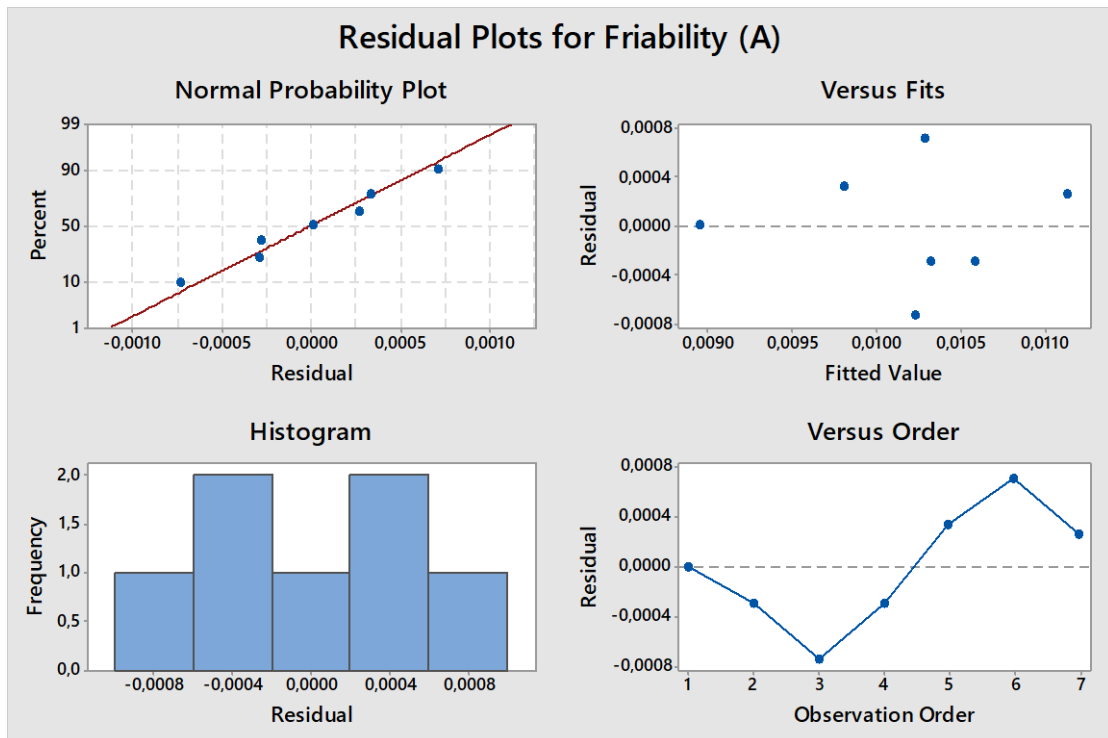 Residual Plots for Friability (A)
Normal Probability Plot
99
90
50
10
1
Percent
-0,0010 -0,0005 0,0000 0,0005 0,0010
Residual
Versus Fits
0,0008
0,0004
0,0000
-0,0004
-0,0008
Residual
0,0090 0,0095 0,0100 0,0105 0,0110
Fitted Value
Histogram
2,0
1,5
1,0
0,5
0,0
Frequency
-0,0008 -0,0004 0,0000 0,0004 0,0008
Residual
Versus Order
0,0008
0,0004
0,0000
-0,0004
-0,0008
Residual
1 2 3 4 5 6 7
Observation Order